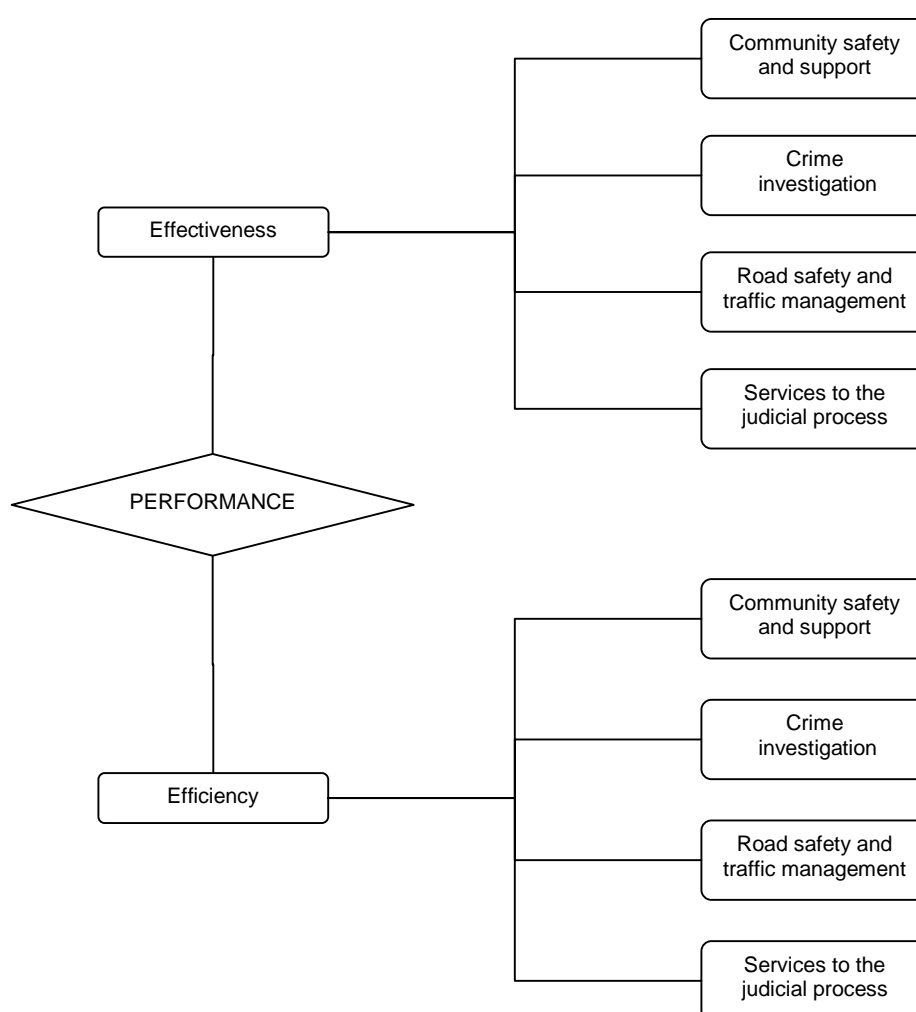 Community safety
and support
Crime
investigation
Effectiveness
Road safety and
traffic management
Services to the
judicial process
PERFORMANCE
Community safety
and support
Crime
investigation
Efficiency
Road safety and
traffic management
Services to the
judicial process